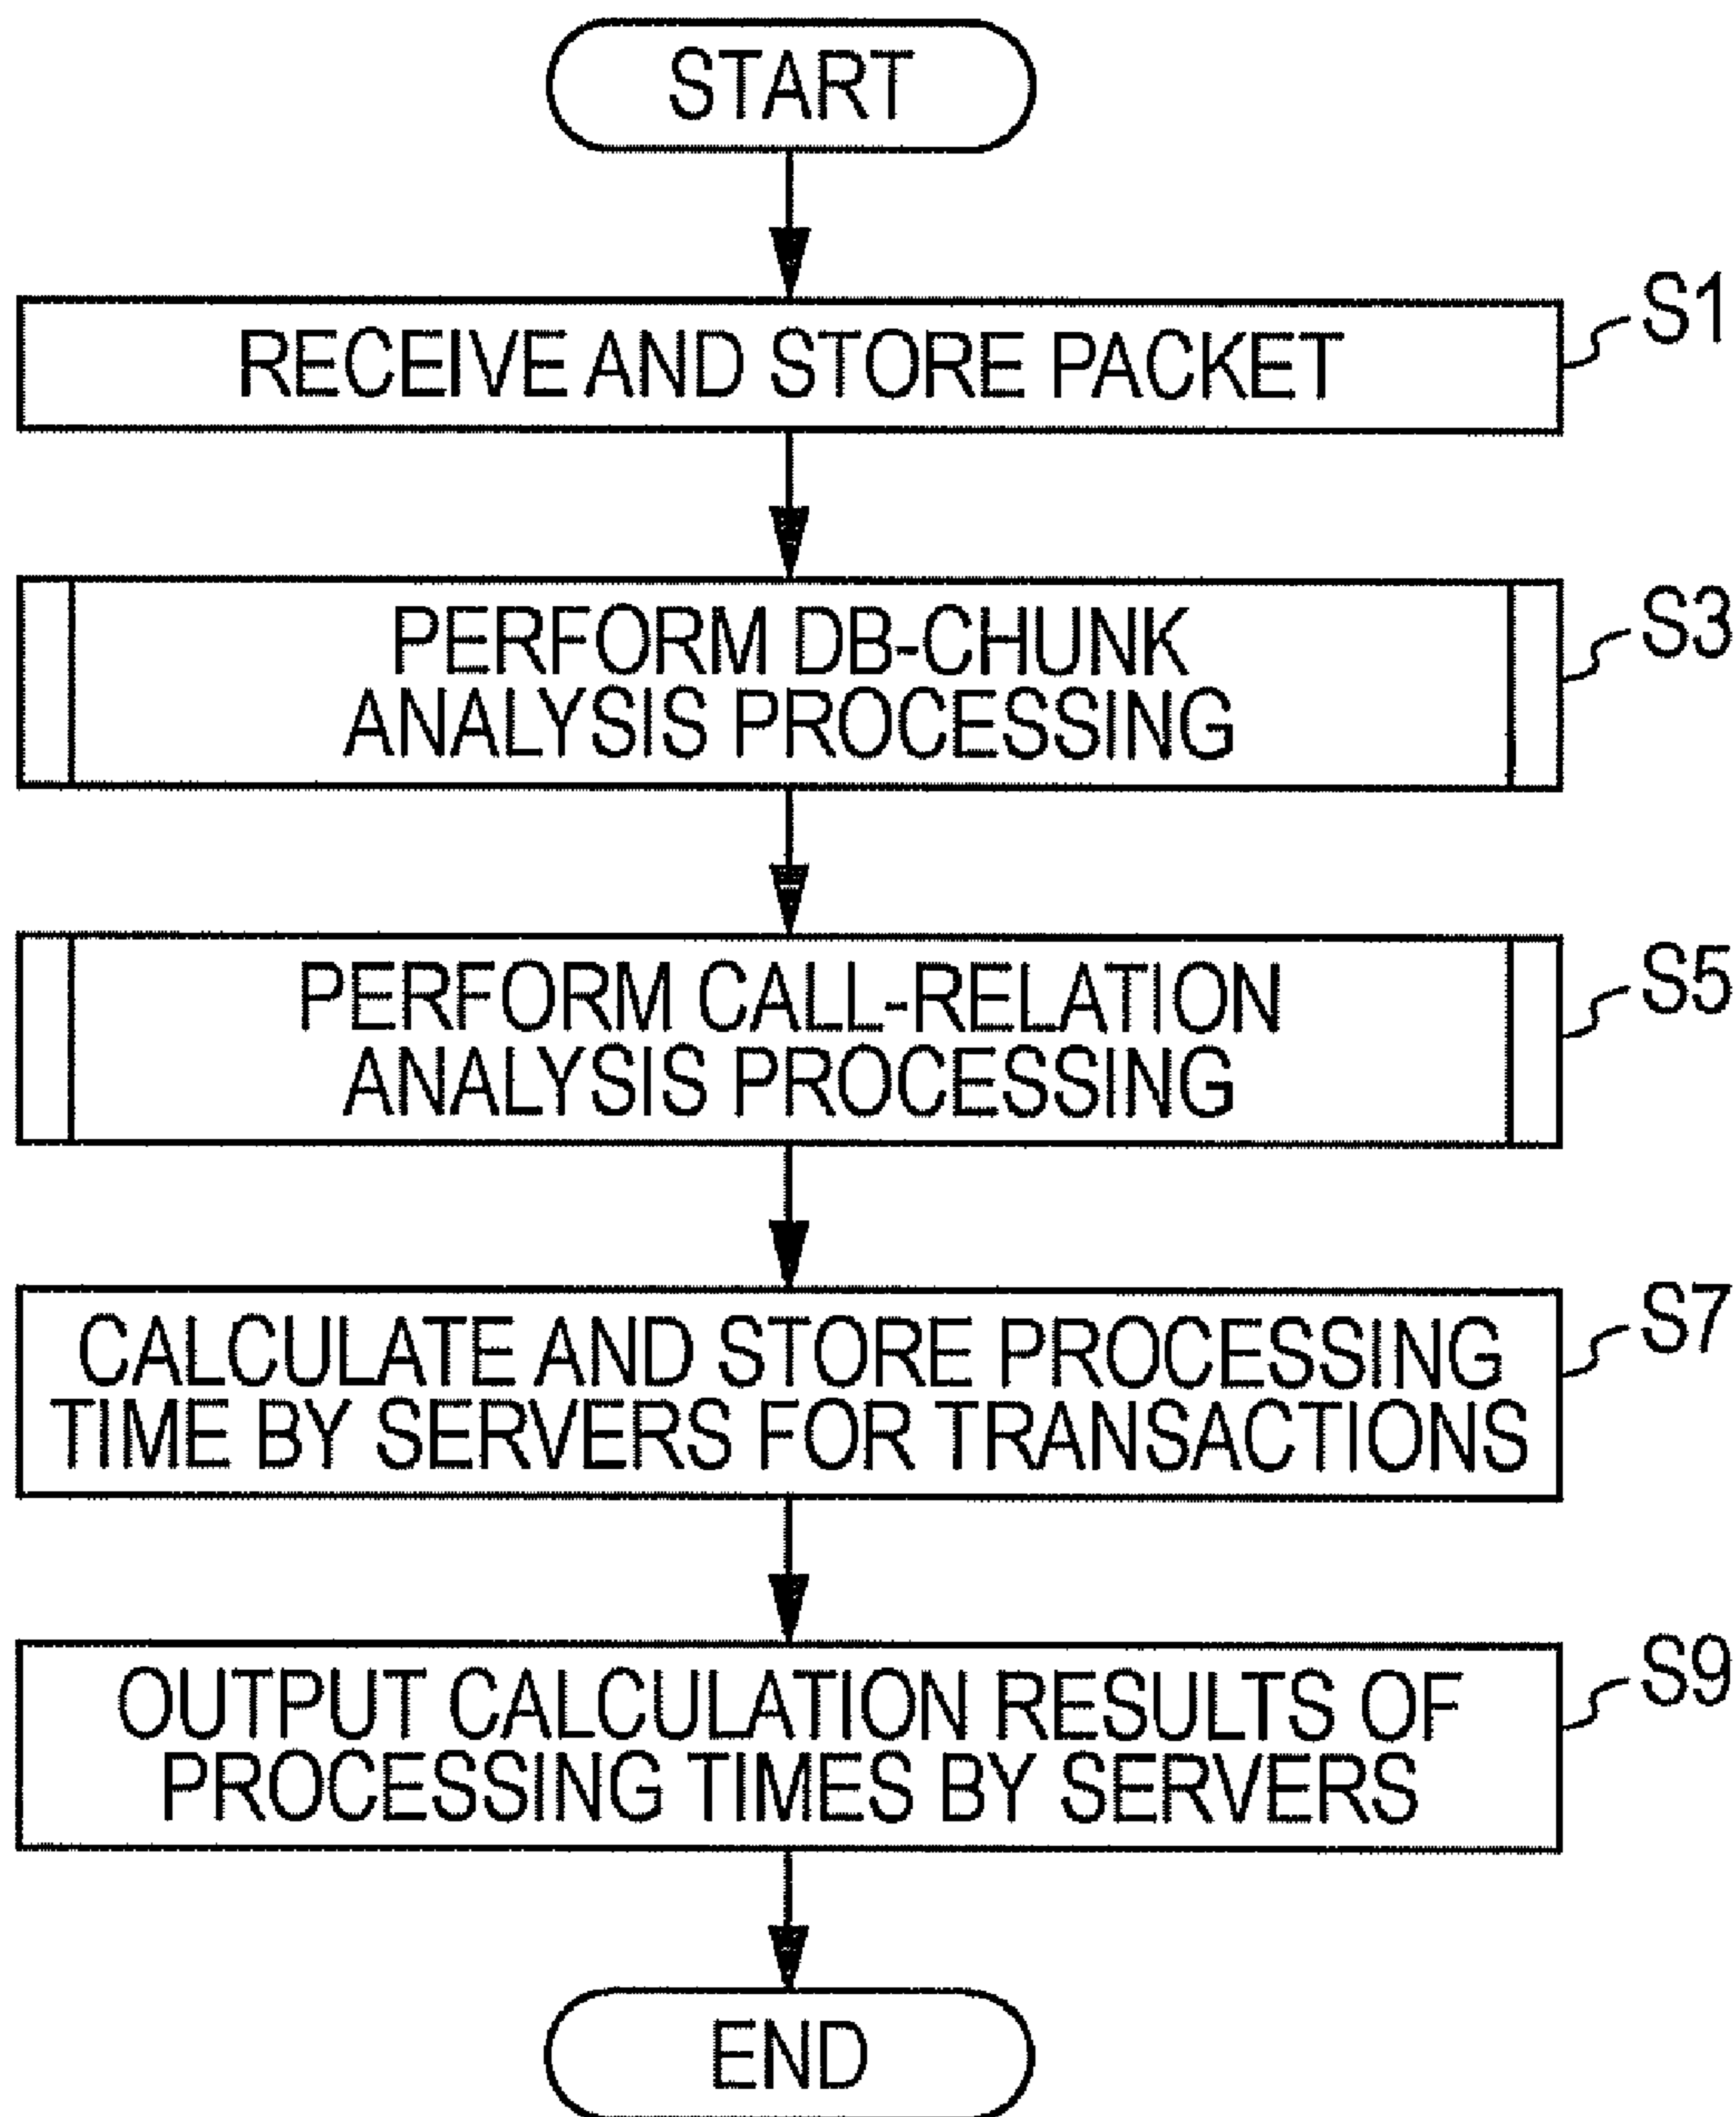 START
RECEIVE AND STORE PACKET
S1
PERFORM DB-CHUNK
ANALYSIS PROCESSING
S3
PERFORM CALL-RELATION
ANALYSIS PROCESSING
S5
CALCULATE AND STORE PROCESSING
TIME BY SERVERS FOR TRANSACTIONS
S7
OUTPUT CALCULATION RESULTS OF
PROCESSING TIMES BY SERVERS
S9
END